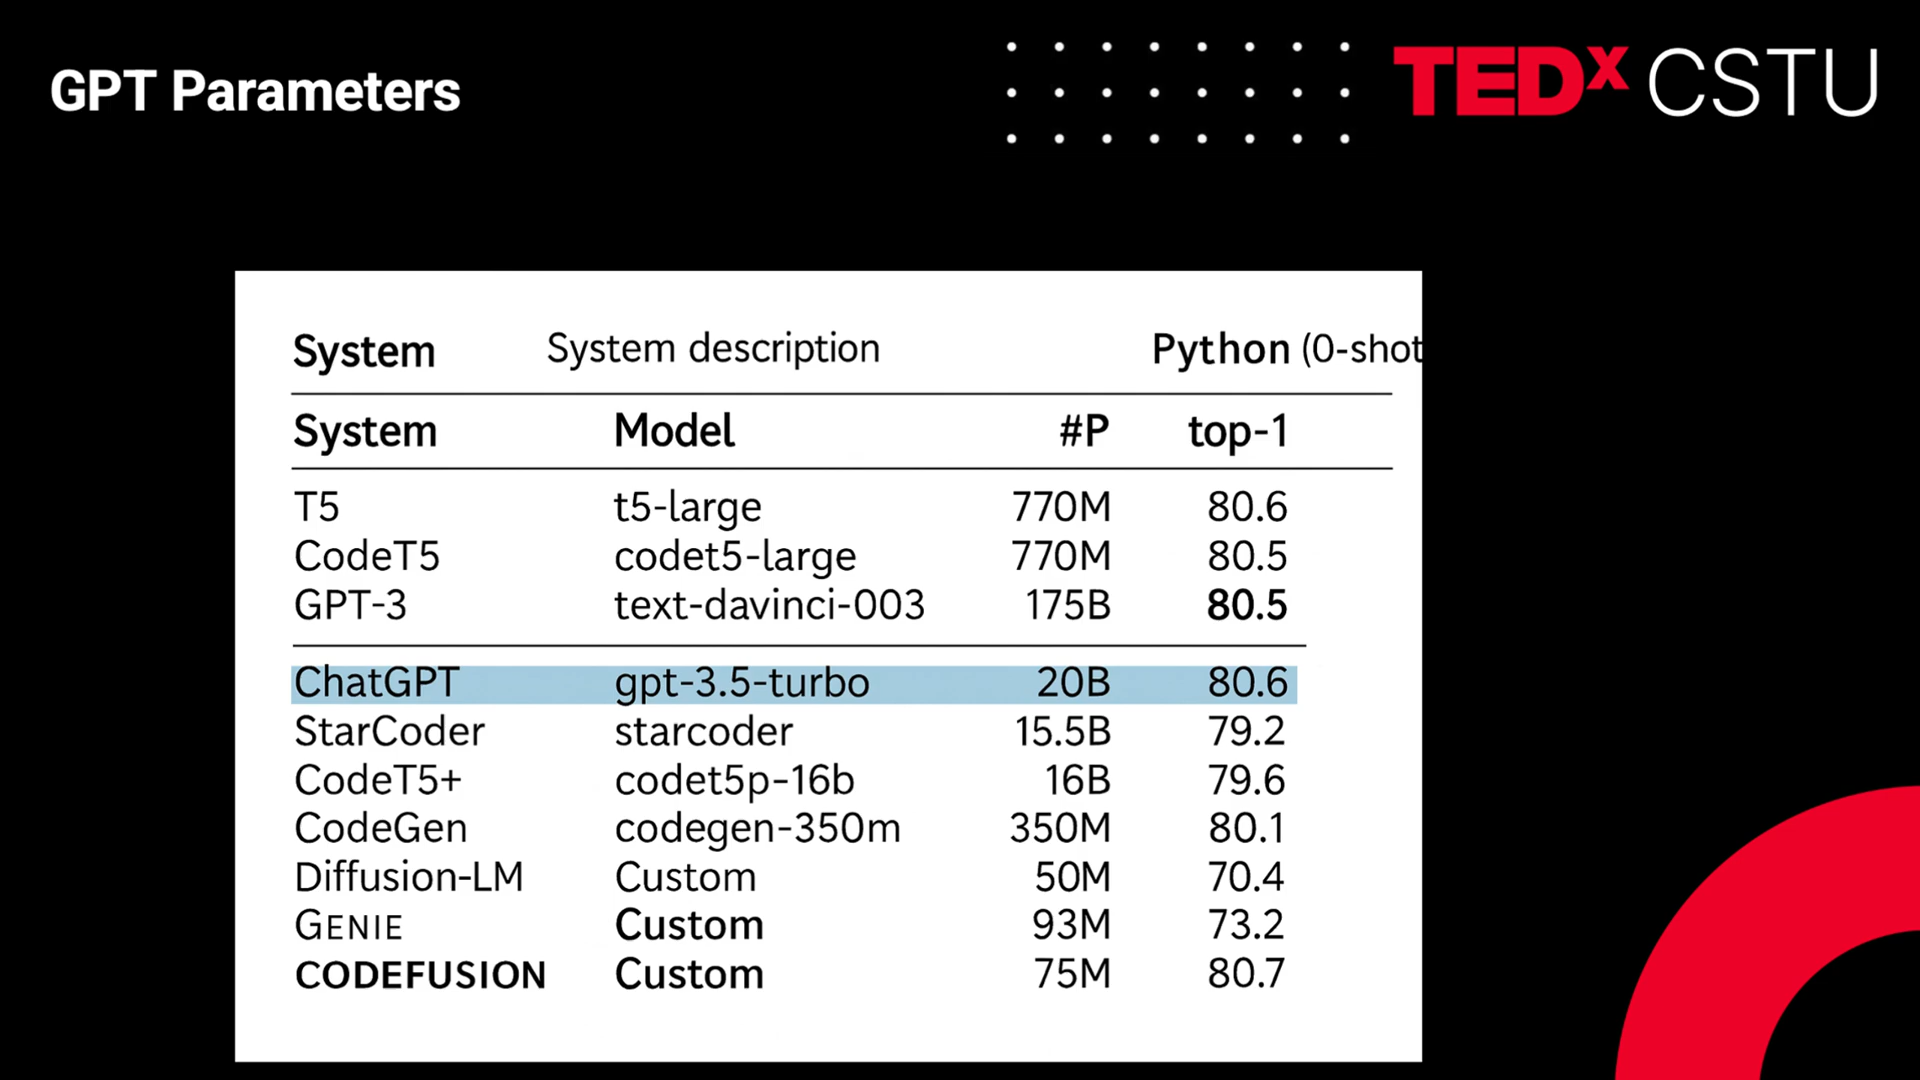 GPT Parameters
TEDx CSTU
System System description Python (0-shot
System Model #P top-1
T5 t5-large 770M 80.6
CodeT5 codet5-large 770M 80.5
GPT-3 text-davinci-003 175B 80.5
ChatGPT gpt-3.5-turbo 20B 80.6
StarCoder starcoder 15.5B 79.2
CodeT5+ codet5p-16b 16B 79.6
CodeGen codegen-350m 350M 80.1
Diffusion-LM Custom 50M 70.4
GENIE Custom 93M 73.2
CODEFUSION Custom 75M 80.7